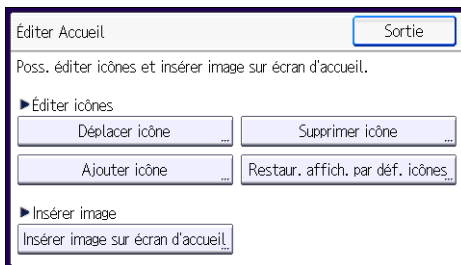 Éditer Accueil
Sortie
Poss. éditer icônes et insérer image sur écran d'accueil.
►Éditer icônes
Déplacer icône ...
Supprimer icône ...
Ajouter icône ...
Restaur. affich. par déf. icônes...
►Insérer image
Insérer image sur écran d'accueil...